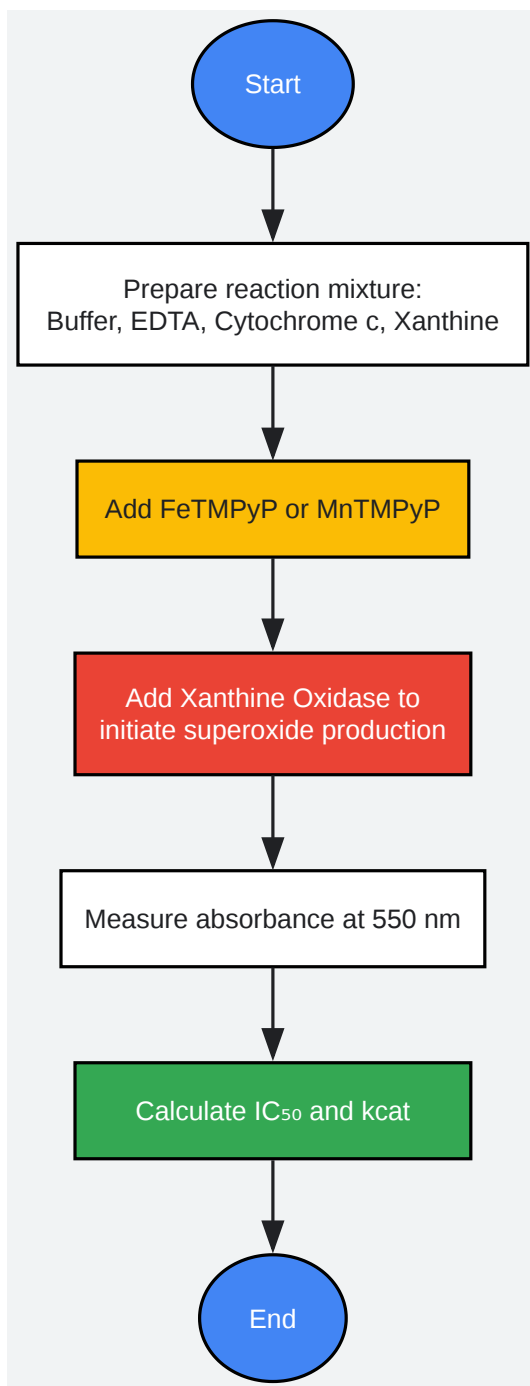 Start
Prepare reaction mixture:
Buffer, EDTA, Cytochrome c, Xanthine
Add FeTMPyP or MnTMPyP
Add Xanthine Oxidase to
initiate superoxide production
Measure absorbance at 550 nm
Calculate IC₅₀ and kcat
End